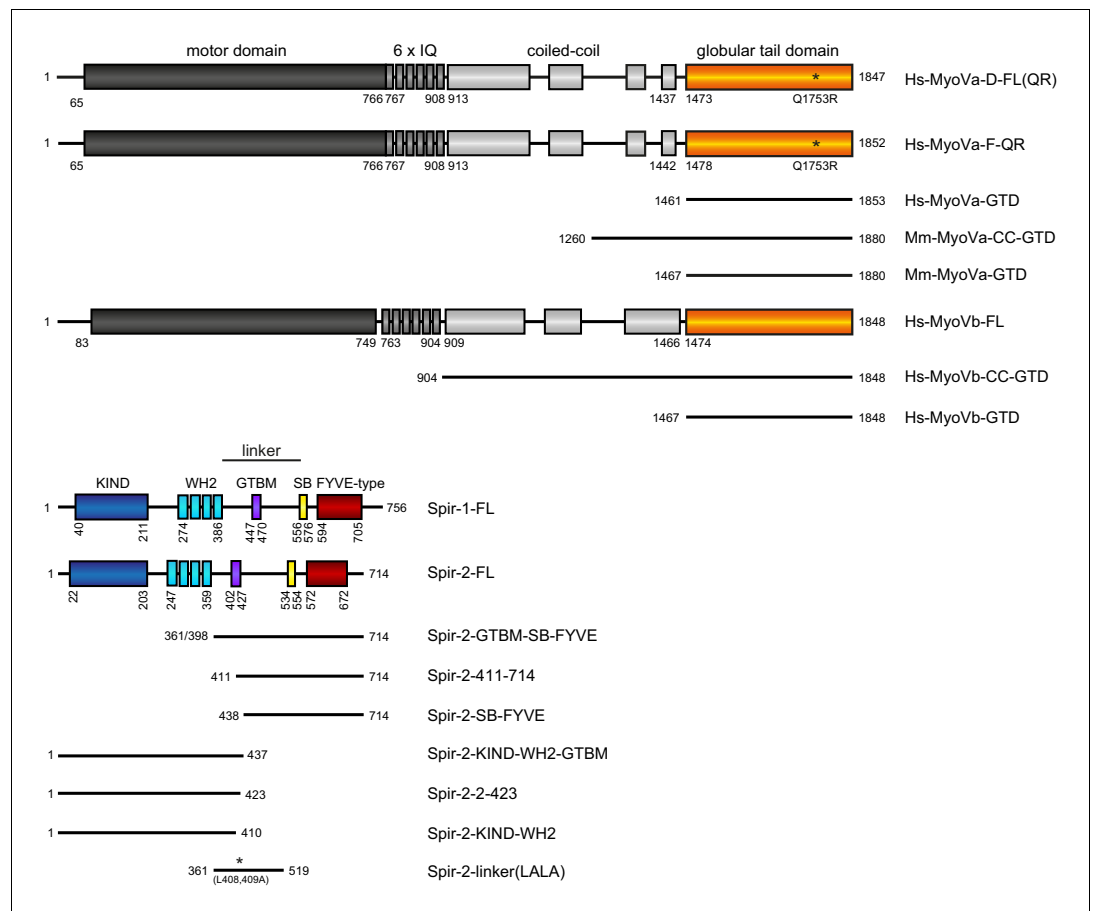 motor domain 6 x IQ coiled-coil globular tail domain
1 * 1847 Hs-MyoVa-D-FL(QR)
65 766 767 908 913 1437 1473 Q1753R
1 * 1852 Hs-MyoVa-F-QR
65 766 767 908 913 1442 1478 Q1753R
1461 1853 Hs-MyoVa-GTD
1260 1880 Mm-MyoVa-CC-GTD
1467 1880 Mm-MyoVa-GTD
1 1848 Hs-MyoVb-FL
83 749 763 904 909 1466 1474
904 1848 Hs-MyoVb-CC-GTD
1467 1848 Hs-MyoVb-GTD
linker
KIND WH2 GTBM SB FYVE-type
1 756 Spir-1-FL
40 211 274 386 447 470 556 576 594 705
1 714 Spir-2-FL
22 203 247 359 402 427 534 554 572 672
361/398 714 Spir-2-GTBM-SB-FYVE
411 714 Spir-2-411-714
438 714 Spir-2-SB-FYVE
1 437 Spir-2-KIND-WH2-GTBM
1 423 Spir-2-2-423
1 410 Spir-2-KIND-WH2
*
361 519 Spir-2-linker(LALA)
(L408,409A)